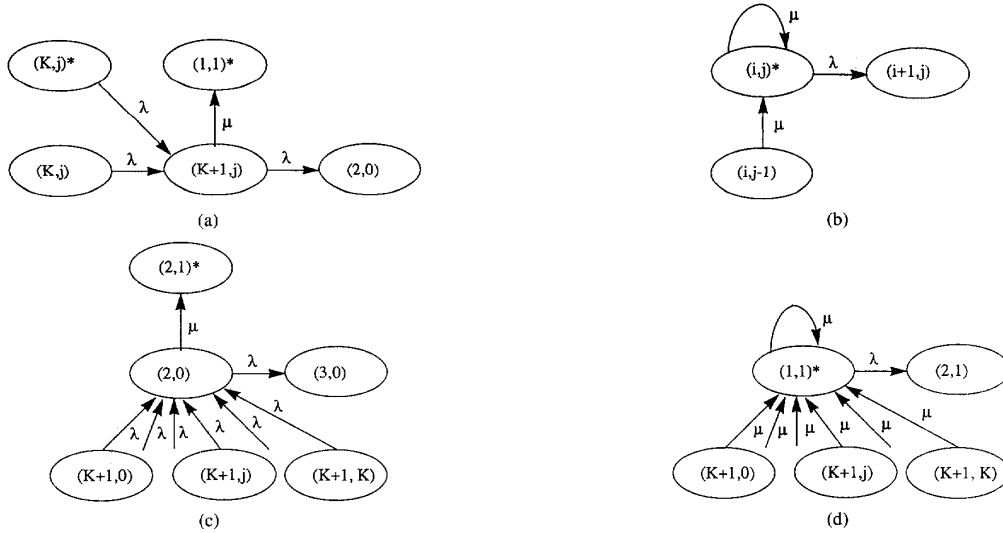 (K,j)*
(1,1)*
λ
μ
(K,j)
λ
(K+1,j)
λ
(2,0)
(a)
μ
(i,j)*
λ
(i+1,j)
μ
(i,j-1)
(b)
(2,1)*
μ
(2,0)
λ
(3,0)
λ
λ
λ
λ
λ
λ
(K+1,0)
(K+1,j)
(K+1, K)
(c)
μ
(1,1)*
λ
(2,1)
μ
μ
μ
μ
μ
μ
(K+1,0)
(K+1,j)
(K+1, K)
(d)